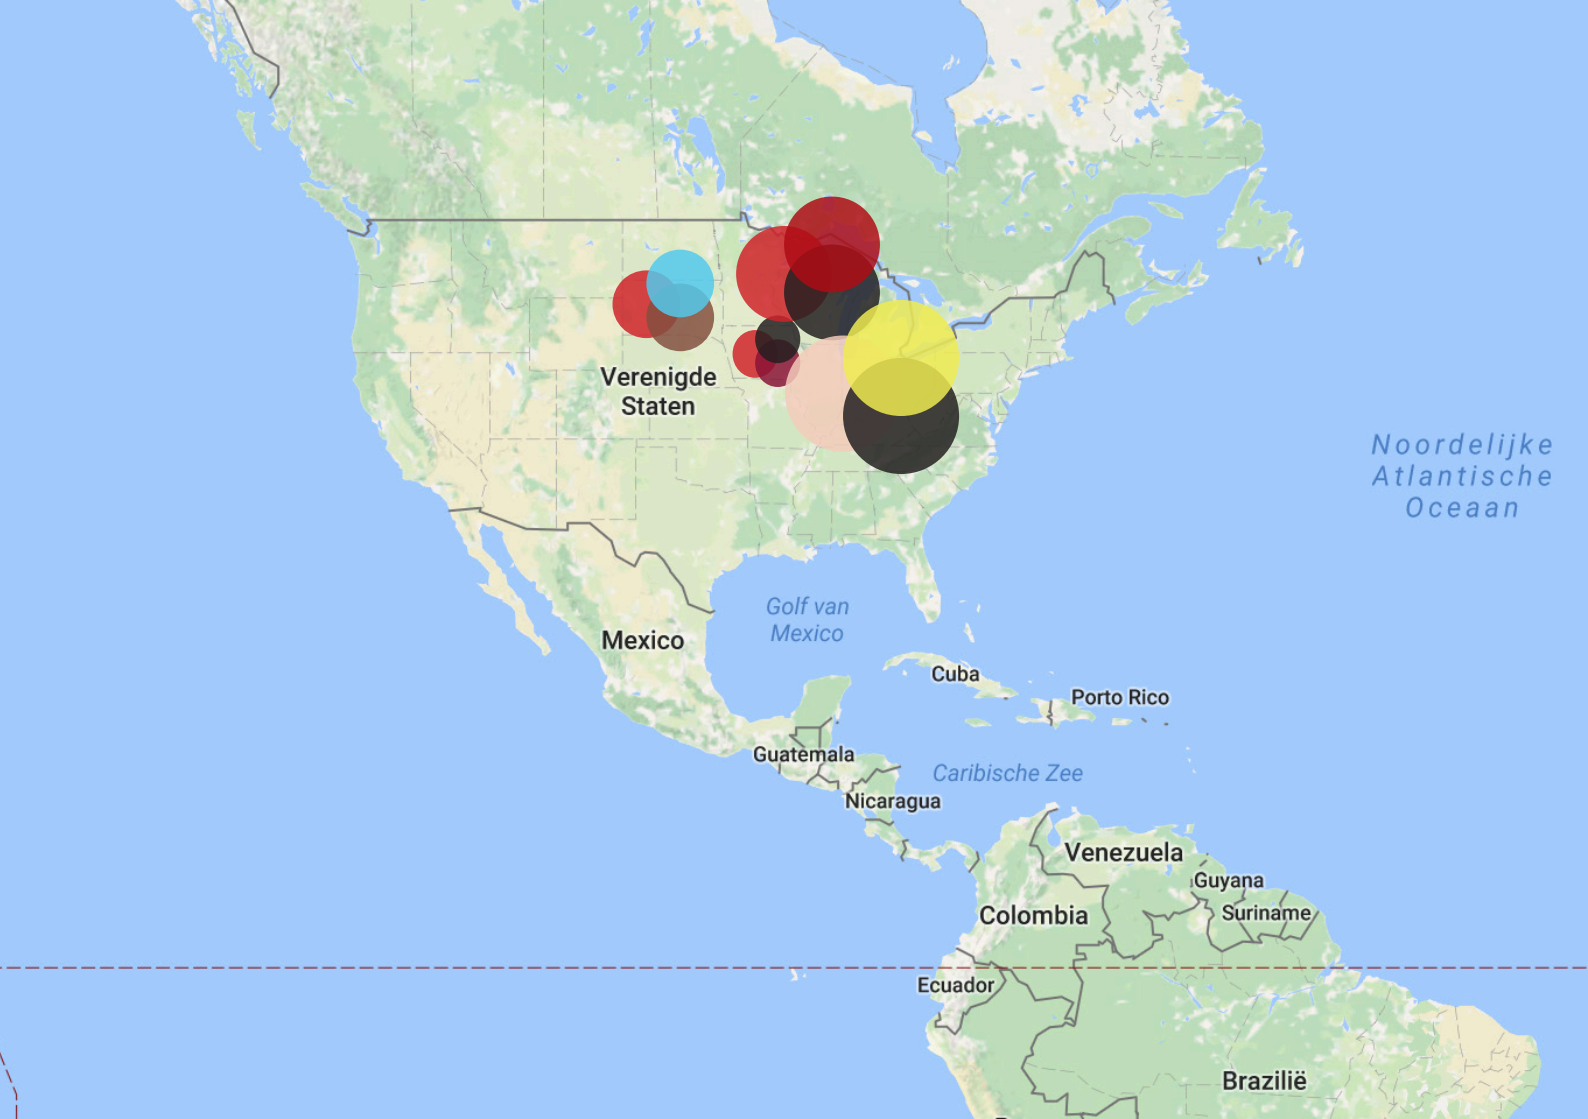 Verenigde
Staten
Noordelijke
Atlantische
Oceaan
Golf van
Mexico
Mexico
Cuba
Porto Rico
Guatemala
Caribische Zee
Nicaragua
Venezuela
Guyana
Colombia
Suriname
Ecuador
Brazilië